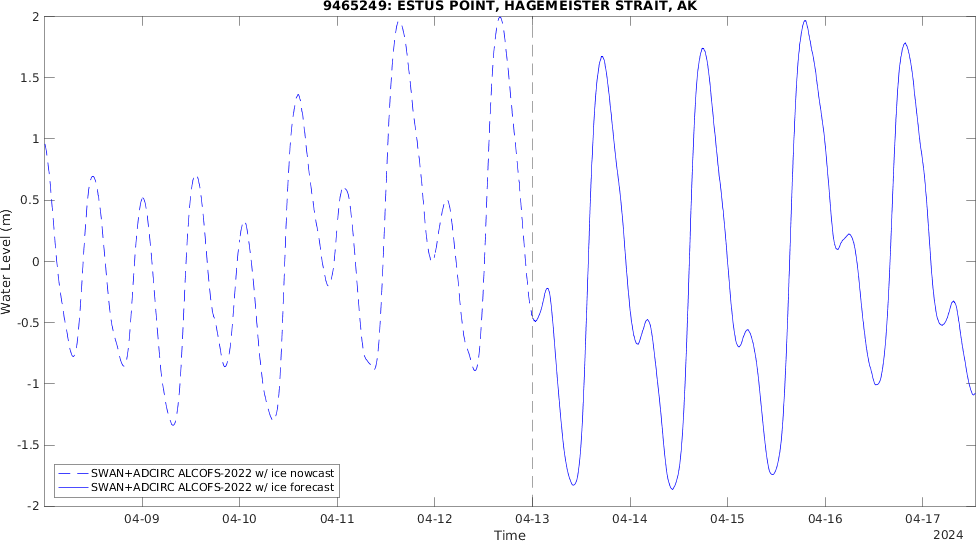 9465249: ESTUS POINT, HAGEMEISTER STRAIT, AK
2
1.5
1
0.5
0
-0.5
-1
-1.5
-2
Water Level (m)
SWAN+ADCIRC ALCOFS-2022 w/ ice nowcast
SWAN+ADCIRC ALCOFS-2022 w/ ice forecast
04-09 04-10 04-11 04-12 04-13 04-14 04-15 04-16 04-17
Time
2024